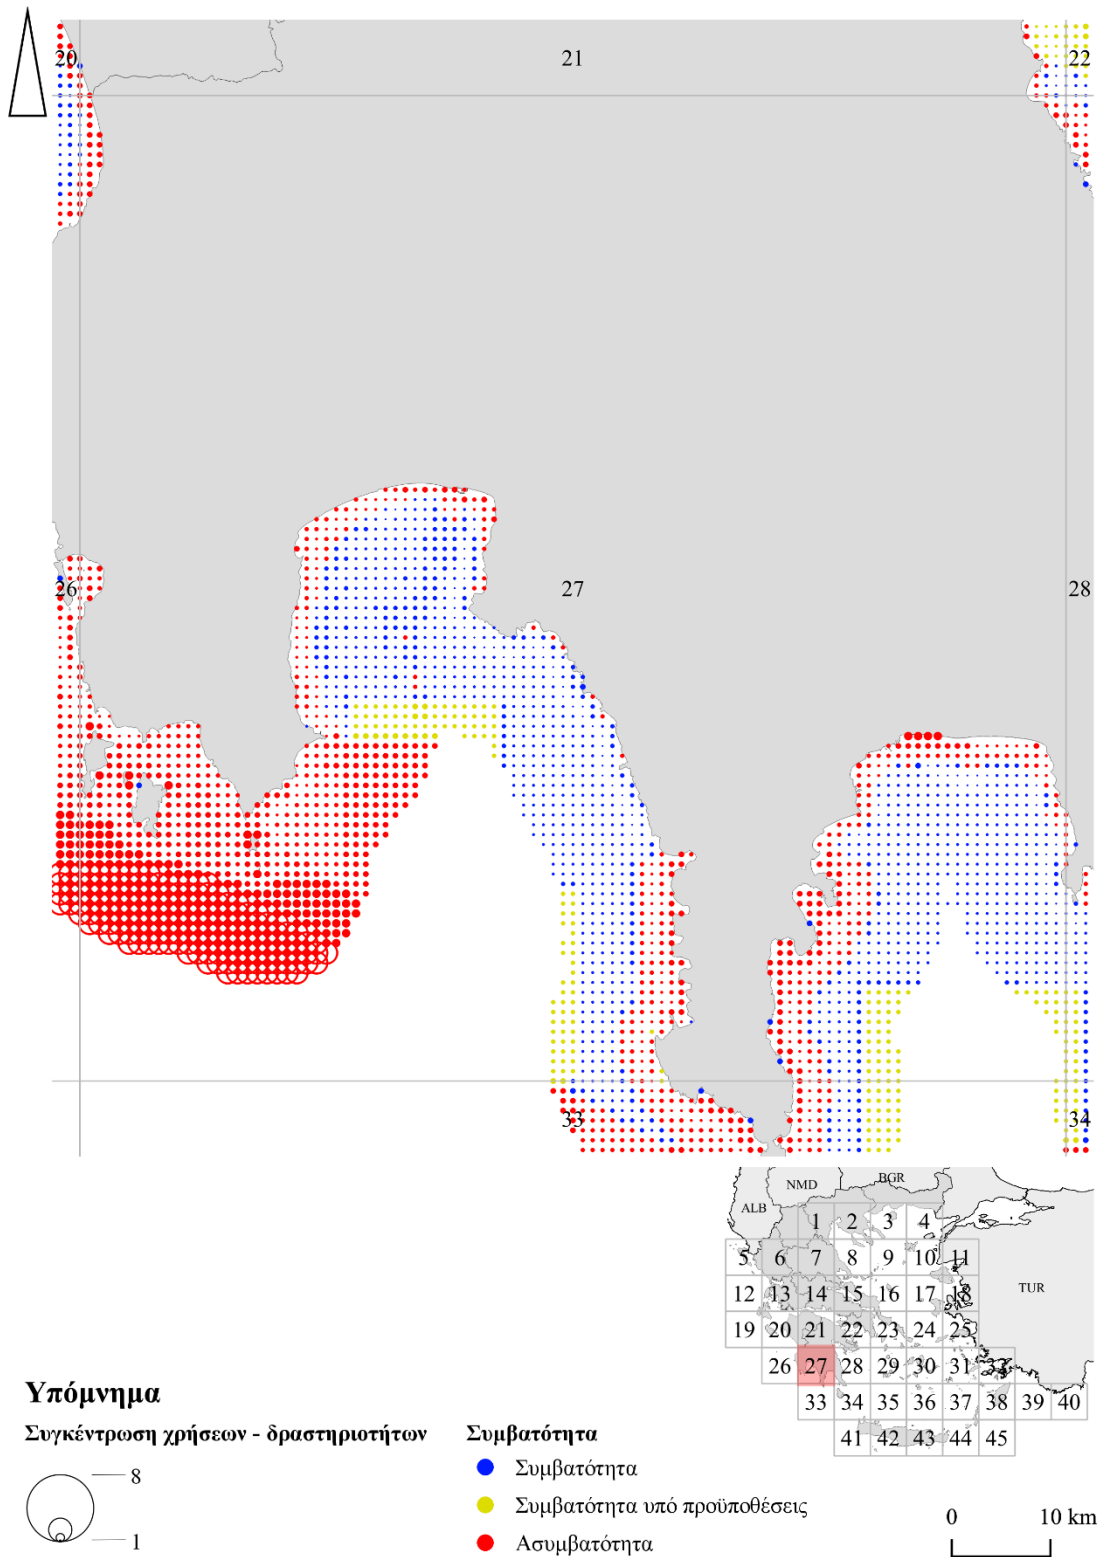 20 21 22
26 27 28
33 34
NMD BGR
ALB
1 2 3 4
5 6 7 8 9 10 11
TUR
12 13 14 15 16 17 18
19 20 21 22 23 24 25
26 27 28 29 30 31 32
33 34 35 36 37 38 39 40
41 42 43 44 45
Υπόμνημα
Συγκέντρωση χρήσεων - δραστηριοτήτων
8
1
Συμβατότητα
Συμβατότητα
Συμβατότητα υπό προϋποθέσεις
Ασυμβατότητα
0 10 km